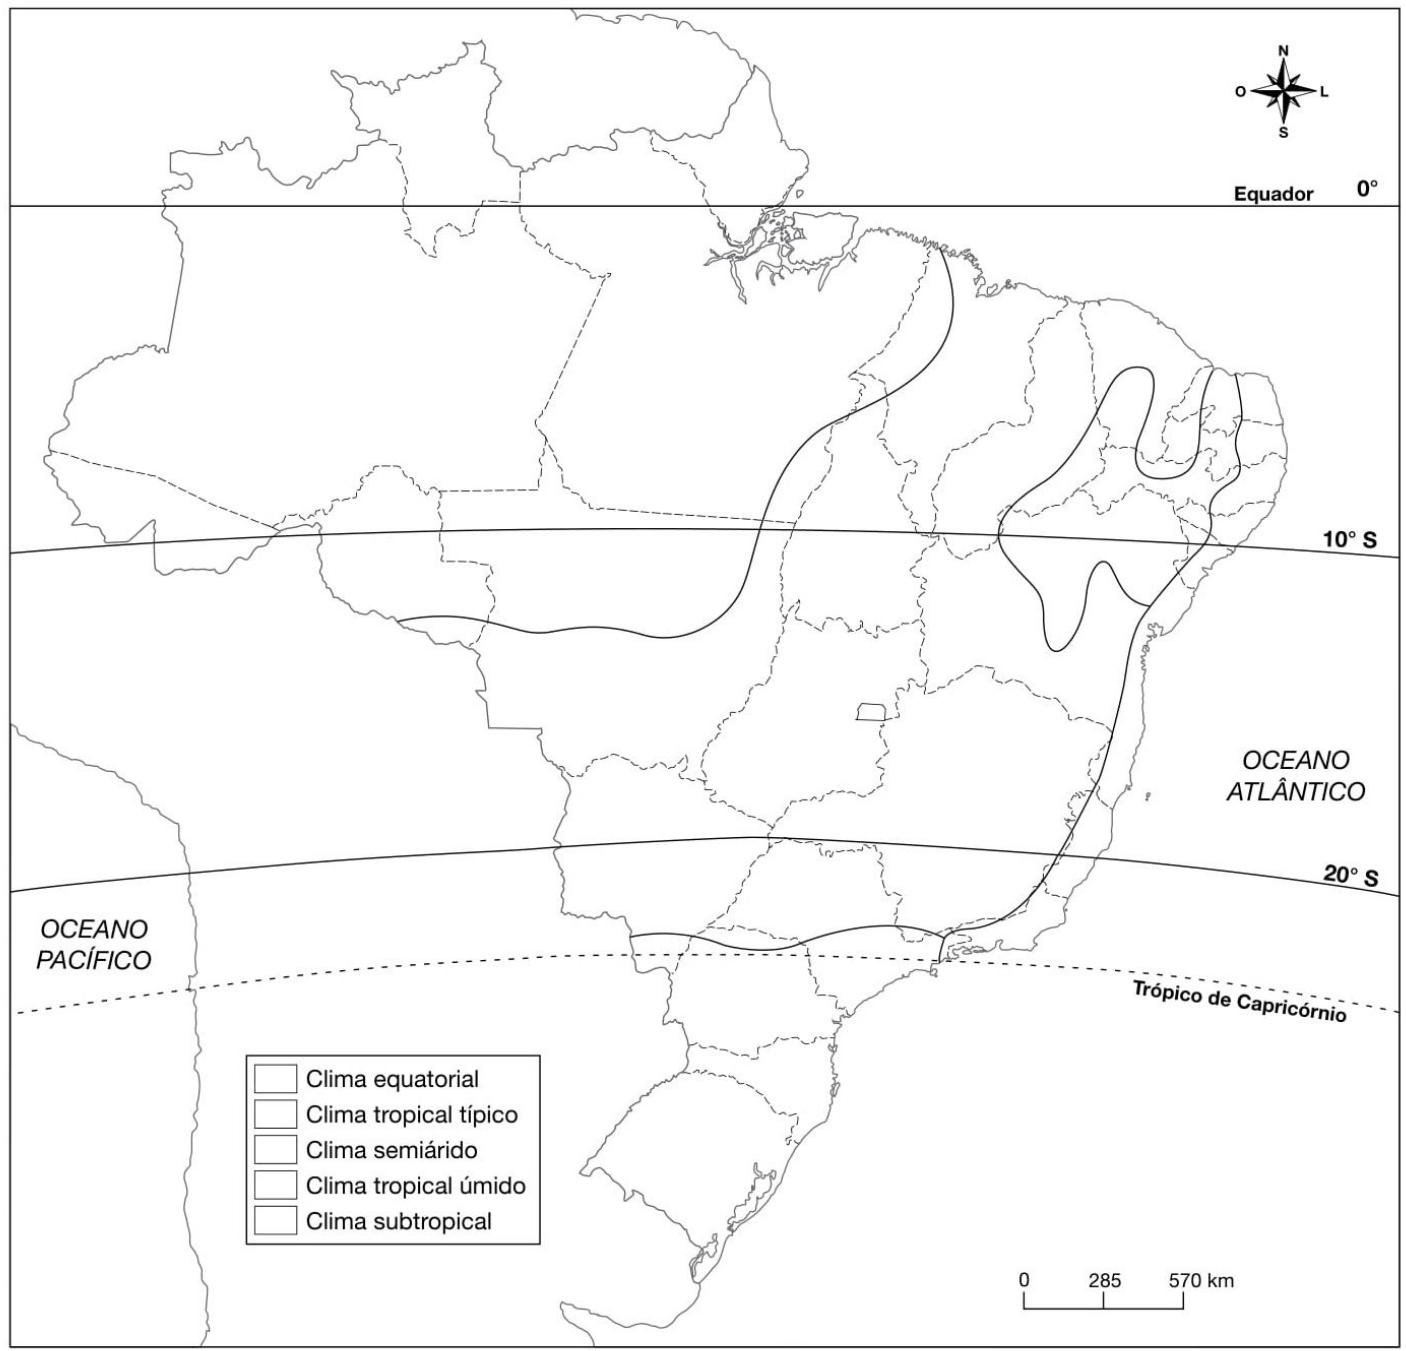 N
O L
S
Equador 0°
10° S
OCEANO
ATLÂNTICO
20° S
OCEANO
PACÍFICO
Trópico de Capricórnio
Clima equatorial
Clima tropical típico
Clima semiárido
Clima tropical úmido
Clima subtropical
0 285 570 km